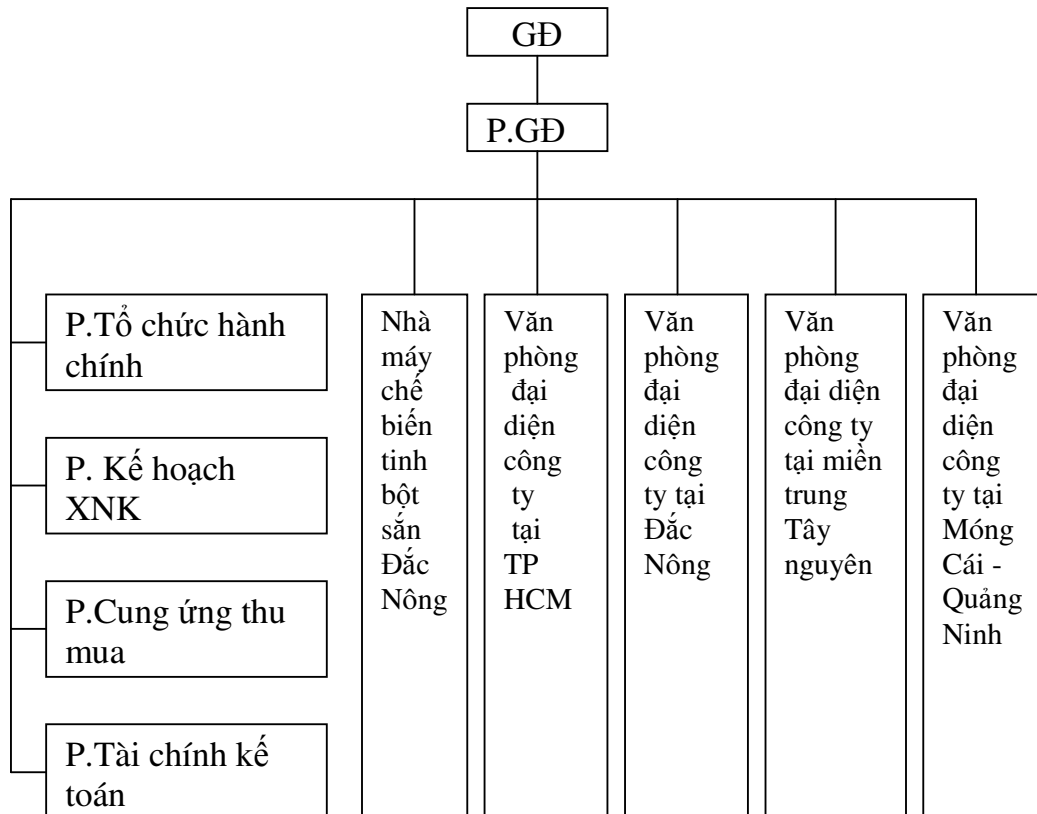 GĐ
P.GĐ
P.Tổ chức hành
chính
P. Kế hoạch
XNK
P.Cung ứng thu
mua
P.Tài chính kế
toán
Nhà
máy
chế
biến
tinh
bột
sắn
Đắc
Nông
Văn
phòng
đại
diện
công
ty
tại
TP
HCM
Văn
phòng
đại
diện
công
ty tại
Đắc
Nông
Văn
phòng
đại diện
công ty
tại miền
trung
Tây
nguyên
Văn
phòng
đại
diện
công
ty tại
Móng
Cái -
Quảng
Ninh